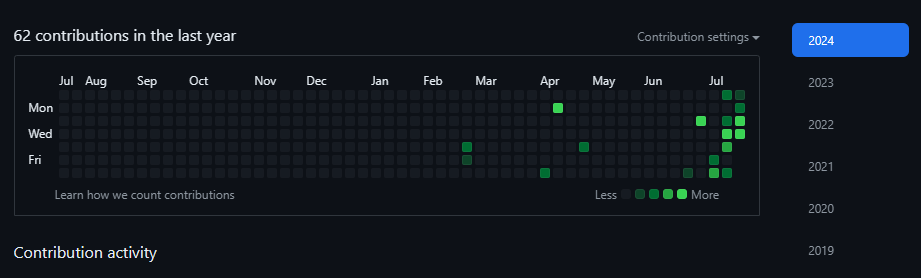 62 contributions in the last year
Contribution settings
2024
Jul Aug Sep Oct Nov Dec Jan Feb Mar Apr May Jun Jul
Mon
Wed
Fri
Learn how we count contributions
Less More
2023
2022
2021
2020
2019
Contribution activity